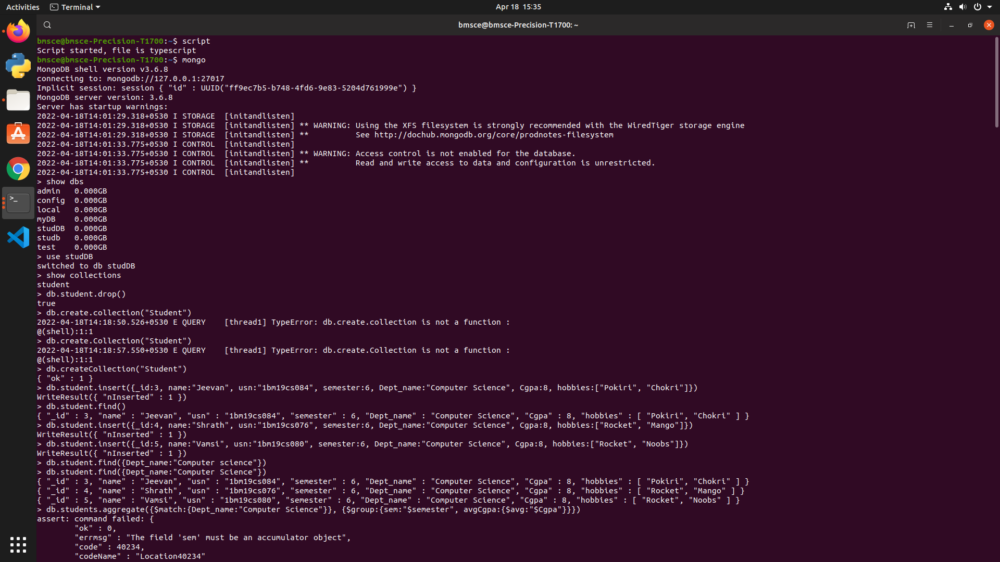 Activities Terminal Apr 18 15:35
bmsce@bmsce-Precision-T1700: ~
bmsce@bmsce-Precision-T1700:~$ script
Script started, file is typescript
bmsce@bmsce-Precision-T1700:~$ mongo
MongoDB shell version v3.6.8
connecting to: mongodb://127.0.0.1:27017
Implicit session: session { "id" : UUID("ff9ec7b5-b748-4fd6-9e83-5204d761999e") }
MongoDB server version: 3.6.8
Server has startup warnings:
2022-04-18T14:01:29.318+0530 I STORAGE  [initandlisten]
2022-04-18T14:01:29.318+0530 I STORAGE  [initandlisten] ** WARNING: Using the XFS filesystem is strongly recommended with the WiredTiger storage engine
2022-04-18T14:01:29.318+0530 I STORAGE  [initandlisten] **          See http://dochub.mongodb.org/core/prodnotes-filesystem
2022-04-18T14:01:33.775+0530 I CONTROL  [initandlisten]
2022-04-18T14:01:33.775+0530 I CONTROL  [initandlisten] ** WARNING: Access control is not enabled for the database.
2022-04-18T14:01:33.775+0530 I CONTROL  [initandlisten] **          Read and write access to data and configuration is unrestricted.
2022-04-18T14:01:33.775+0530 I CONTROL  [initandlisten]
> show dbs
admin   0.000GB
config  0.000GB
local   0.000GB
myDB    0.000GB
studDB  0.000GB
studb   0.000GB
test    0.000GB
> use studDB
switched to db studDB
> show collections
student
> db.student.drop()
true
> db.create.collection("Student")
2022-04-18T14:18:50.526+0530 E QUERY    [thread1] TypeError: db.create.collection is not a function :
@(shell):1:1
> db.create.Collection("Student")
2022-04-18T14:18:57.550+0530 E QUERY    [thread1] TypeError: db.create.Collection is not a function :
@(shell):1:1
> db.createCollection("Student")
{ "ok" : 1 }
> db.student.insert({_id:3, name:"Jeevan", usn:"1bm19cs084", semester:6, Dept_name:"Computer Science", Cgpa:8, hobbies:["Pokiri", "Chokri"]})
WriteResult({ "nInserted" : 1 })
> db.student.find()
{ "_id" : 3, "name" : "Jeevan", "usn" : "1bm19cs084", "semester" : 6, "Dept_name" : "Computer Science", "Cgpa" : 8, "hobbies" : [ "Pokiri", "Chokri" ] }
> db.student.insert({_id:4, name:"Shrath", usn:"1bm19cs076", semester:6, Dept_name:"Computer Science", Cgpa:8, hobbies:["Rocket", "Mango"]})
WriteResult({ "nInserted" : 1 })
> db.student.insert({_id:5, name:"Vamsi", usn:"1bm19cs080", semester:6, Dept_name:"Computer Science", Cgpa:8, hobbies:["Rocket", "Noobs"]})
WriteResult({ "nInserted" : 1 })
> db.student.find({Dept_name:"Computer science"})
> db.student.find({Dept_name:"Computer Science"})
{ "_id" : 3, "name" : "Jeevan", "usn" : "1bm19cs084", "semester" : 6, "Dept_name" : "Computer Science", "Cgpa" : 8, "hobbies" : [ "Pokiri", "Chokri" ] }
{ "_id" : 4, "name" : "Shrath", "usn" : "1bm19cs076", "semester" : 6, "Dept_name" : "Computer Science", "Cgpa" : 8, "hobbies" : [ "Rocket", "Mango" ] }
{ "_id" : 5, "name" : "Vamsi", "usn" : "1bm19cs080", "semester" : 6, "Dept_name" : "Computer Science", "Cgpa" : 8, "hobbies" : [ "Rocket", "Noobs" ] }
> db.students.aggregate({$match:{Dept_name:"Computer Science"}}, {$group:{sem:"$semester", avgCgpa:{$avg:"$Cgpa"}}})
assert: command failed: {
        "ok" : 0,
        "errmsg" : "The field 'sem' must be an accumulator object",
        "code" : 40234,
        "codeName" : "Location40234"